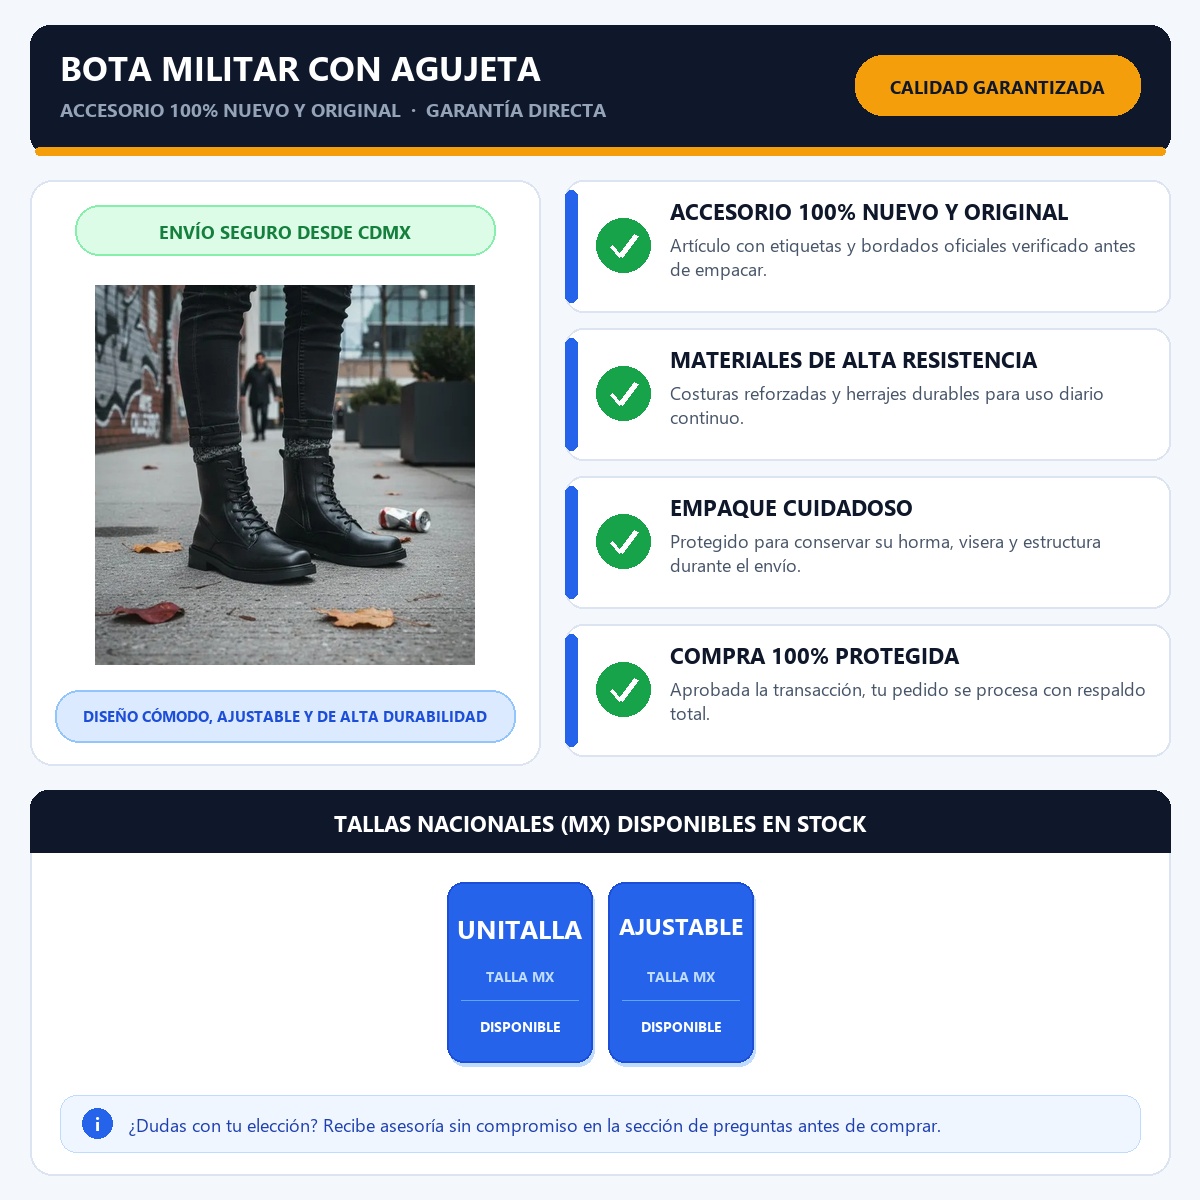 BOTA MILITAR CON AGUJETA
ACCESORIO 100% NUEVO Y ORIGINAL · GARANTÍA DIRECTA
CALIDAD GARANTIZADA
ENVÍO SEGURO DESDE CDMX
DISEÑO CÓMODO, AJUSTABLE Y DE ALTA DURABILIDAD
ACCESORIO 100% NUEVO Y ORIGINAL
Artículo con etiquetas y bordados oficiales verificado antes
de empacar.
MATERIALES DE ALTA RESISTENCIA
Costuras reforzadas y herrajes durables para uso diario
continuo.
EMPAQUE CUIDADOSO
Protegido para conservar su horma, visera y estructura
durante el envío.
COMPRA 100% PROTEGIDA
Aprobada la transacción, tu pedido se procesa con respaldo
total.
TALLAS NACIONALES (MX) DISPONIBLES EN STOCK
UNITALLA
TALLA MX
DISPONIBLE
AJUSTABLE
TALLA MX
DISPONIBLE
¿Dudas con tu elección? Recibe asesoría sin compromiso en la sección de preguntas antes de comprar.